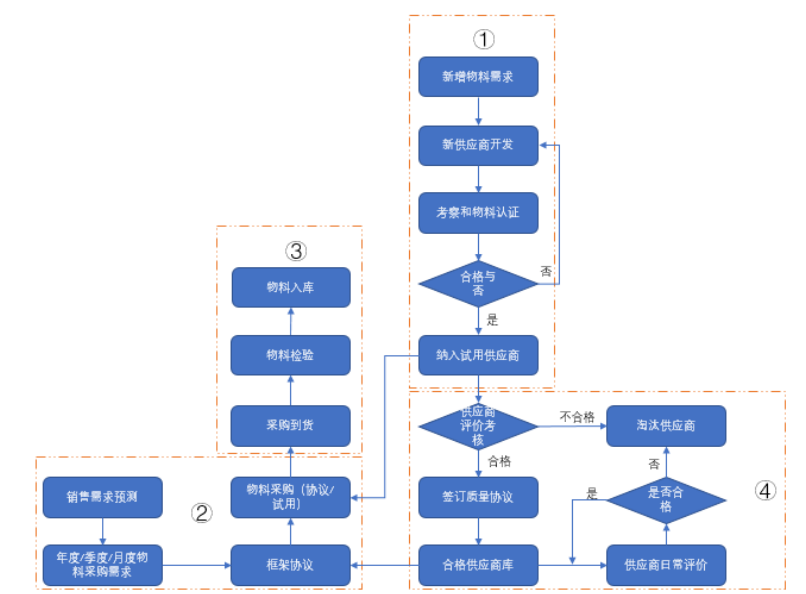 ①
新增物料需求
新供应商开发
考察和物料认证
合格与
否
否
是
纳入试用供应商
③
物料入库
物料检验
采购到货
②
销售需求预测
物料采购（协议/
试用）
年度/季度/月度物
料采购需求
框架协议
④
供应商
评价考
核
不合格
淘汰供应商
合格
否
签订质量协议
是
是否合
格
合格供应商库
供应商日常评价